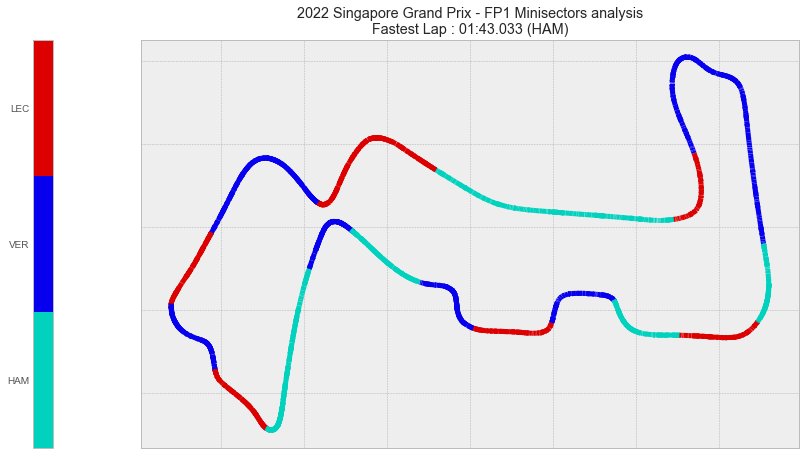 2022 Singapore Grand Prix - FP1 Minisectors analysis
Fastest Lap : 01:43.033 (HAM)
LEC
VER
HAM